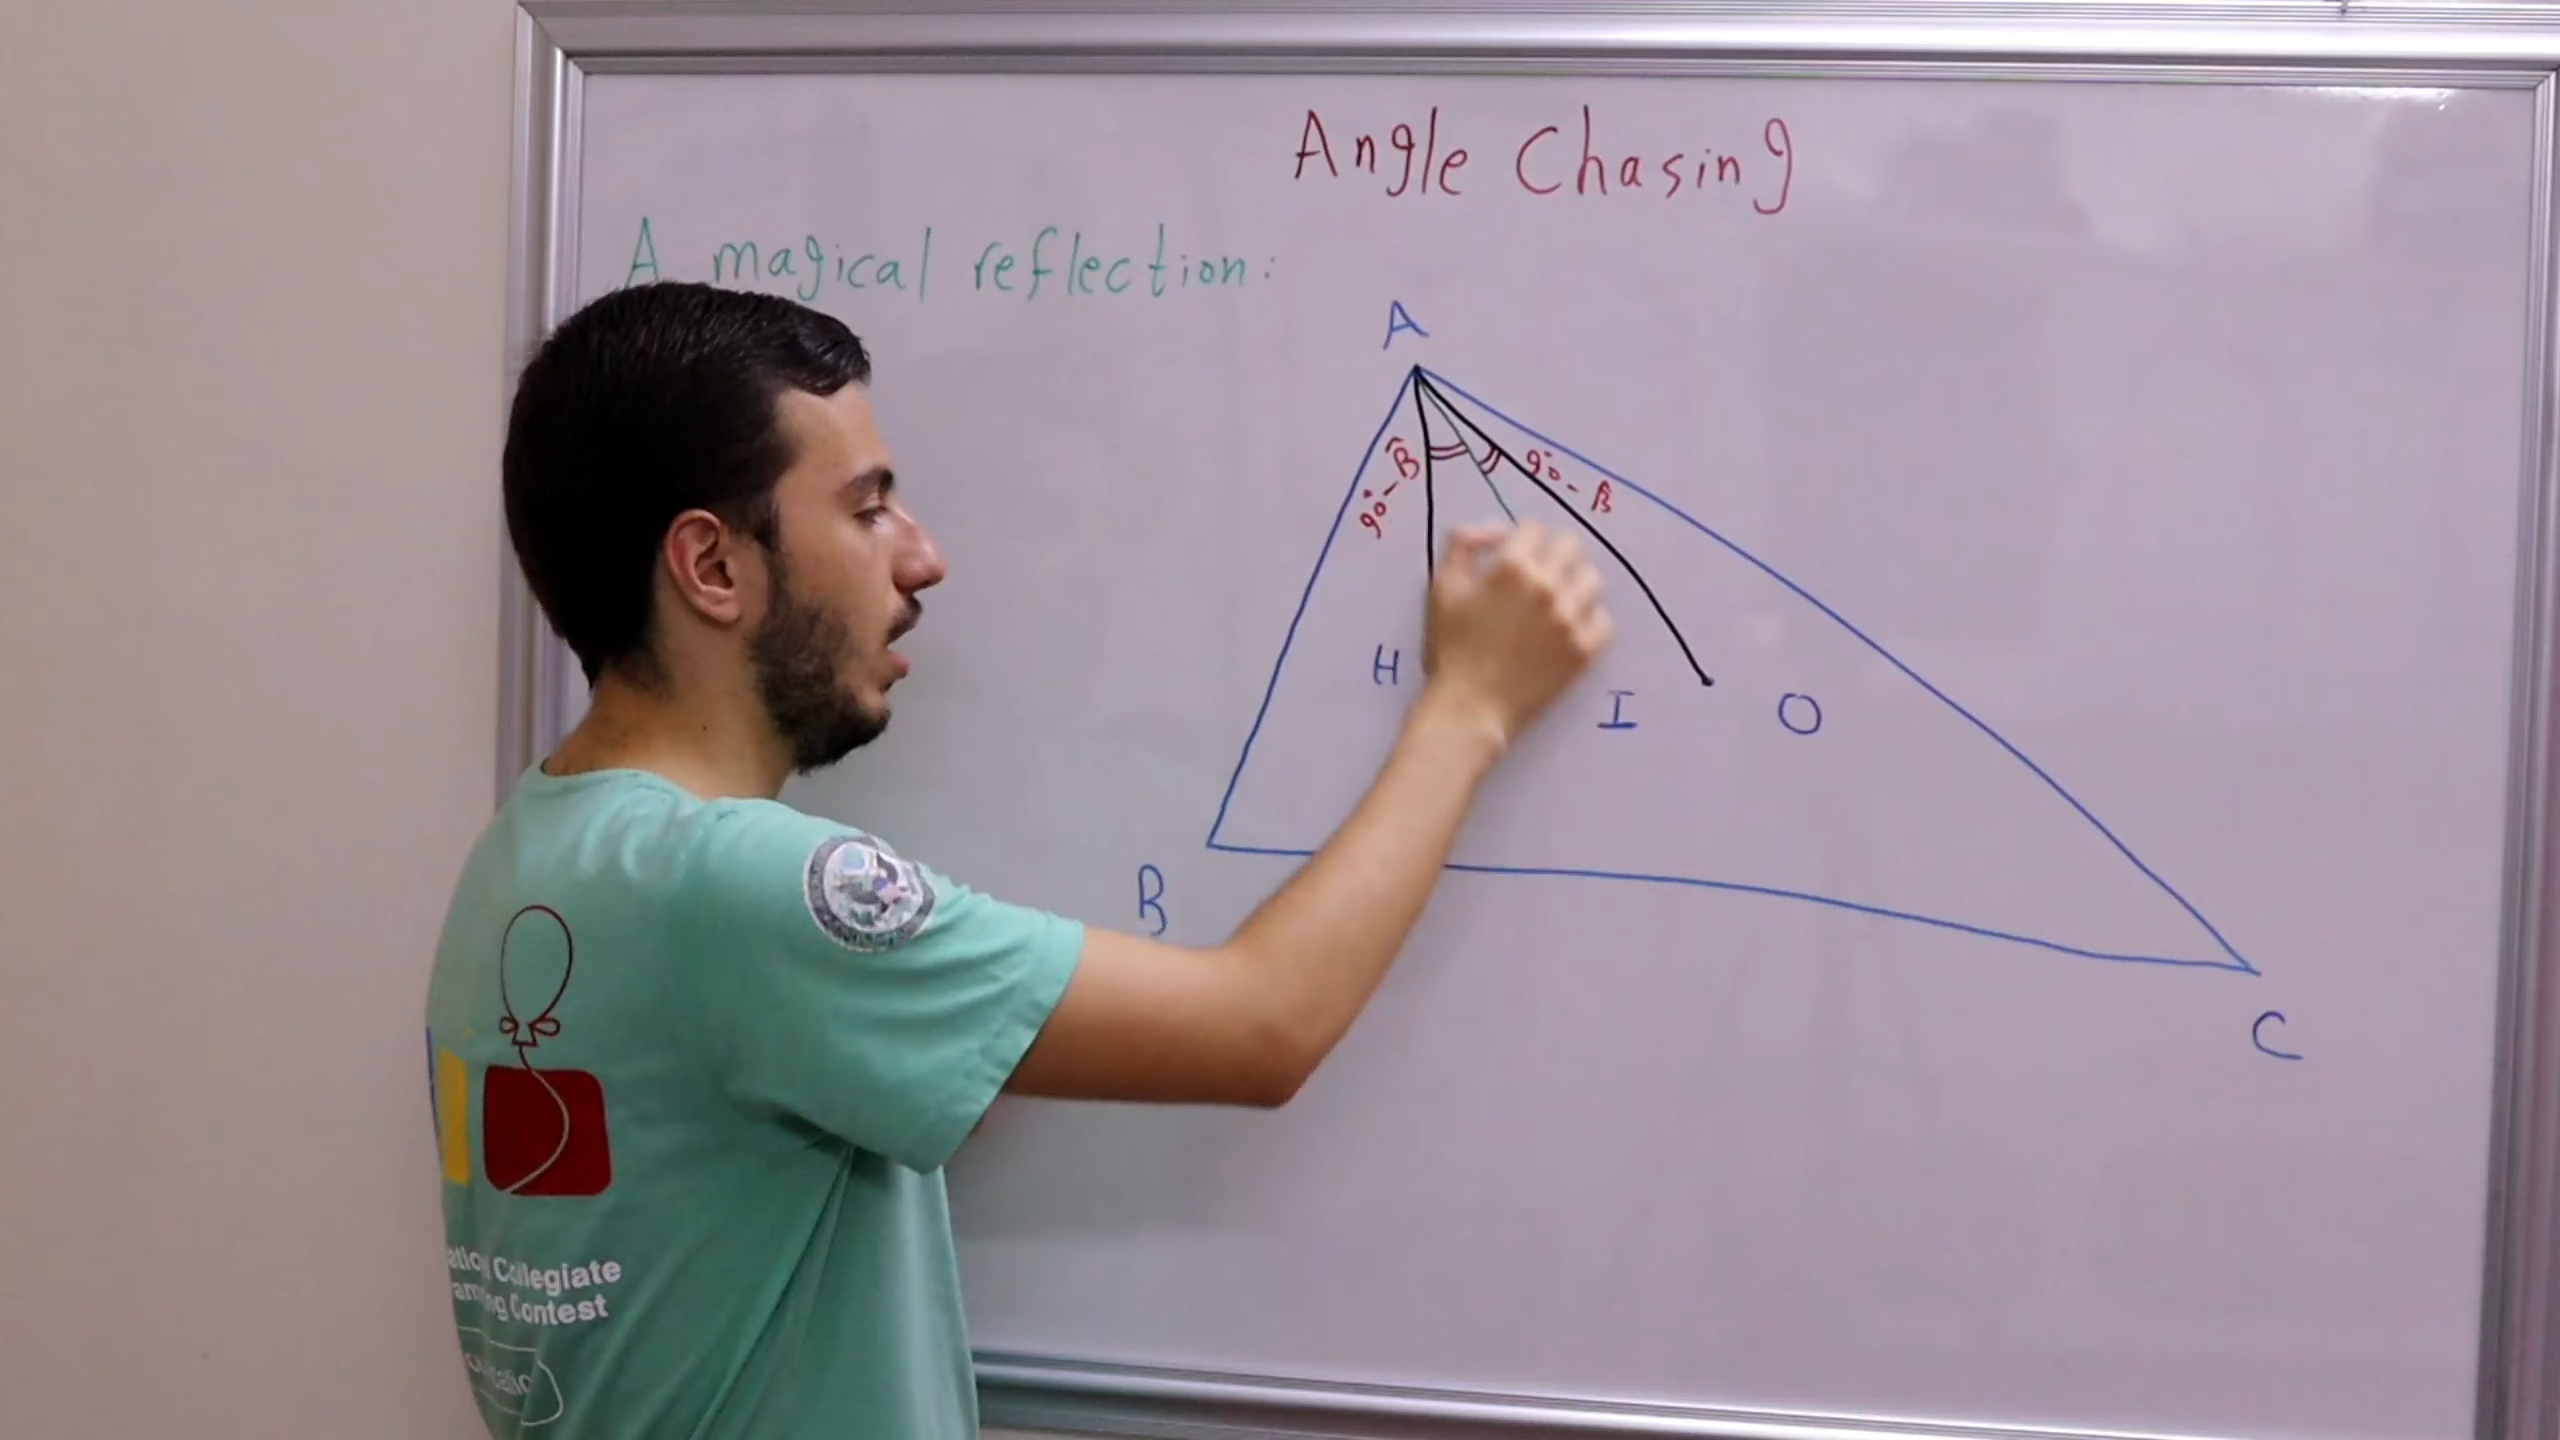 Angle Chasing
A magical reflection:
A
90°-B̂
90°-B̂
H
I
O
B
C
Collegiate
Contest